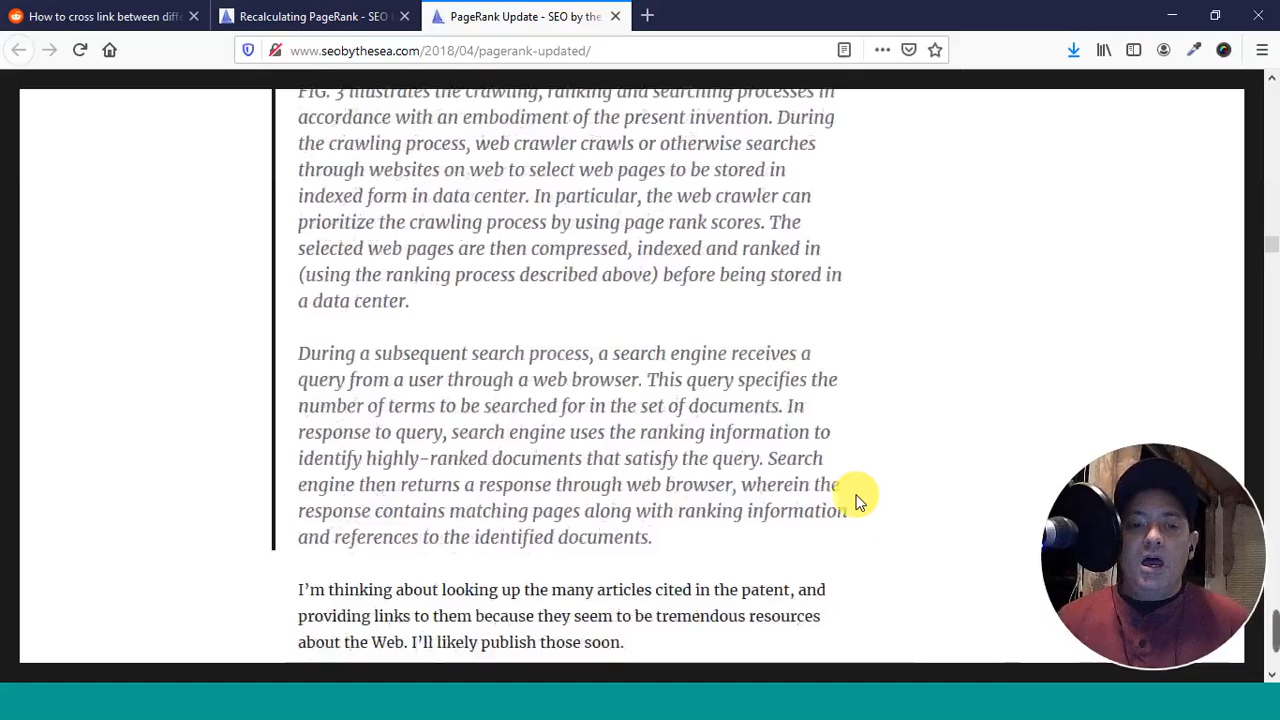 How to cross link between diffe
Recalculating PageRank - SEO
PageRank Update - SEO by the
www.seobythesea.com/2018/04/pagerank-updated/
FIG. 3 illustrates the crawling, ranking and searching processes in
accordance with an embodiment of the present invention. During
the crawling process, web crawler crawls or otherwise searches
through websites on web to select web pages to be stored in
indexed form in data center. In particular, the web crawler can
prioritize the crawling process by using page rank scores. The
selected web pages are then compressed, indexed and ranked in
(using the ranking process described above) before being stored in
a data center.
During a subsequent search process, a search engine receives a
query from a user through a web browser. This query specifies the
number of terms to be searched for in the set of documents. In
response to query, search engine uses the ranking information to
identify highly-ranked documents that satisfy the query. Search
engine then returns a response through web browser, wherein the
response contains matching pages along with ranking information
and references to the identified documents.
I'm thinking about looking up the many articles cited in the patent, and
providing links to them because they seem to be tremendous resources
about the Web. I'll likely publish those soon.